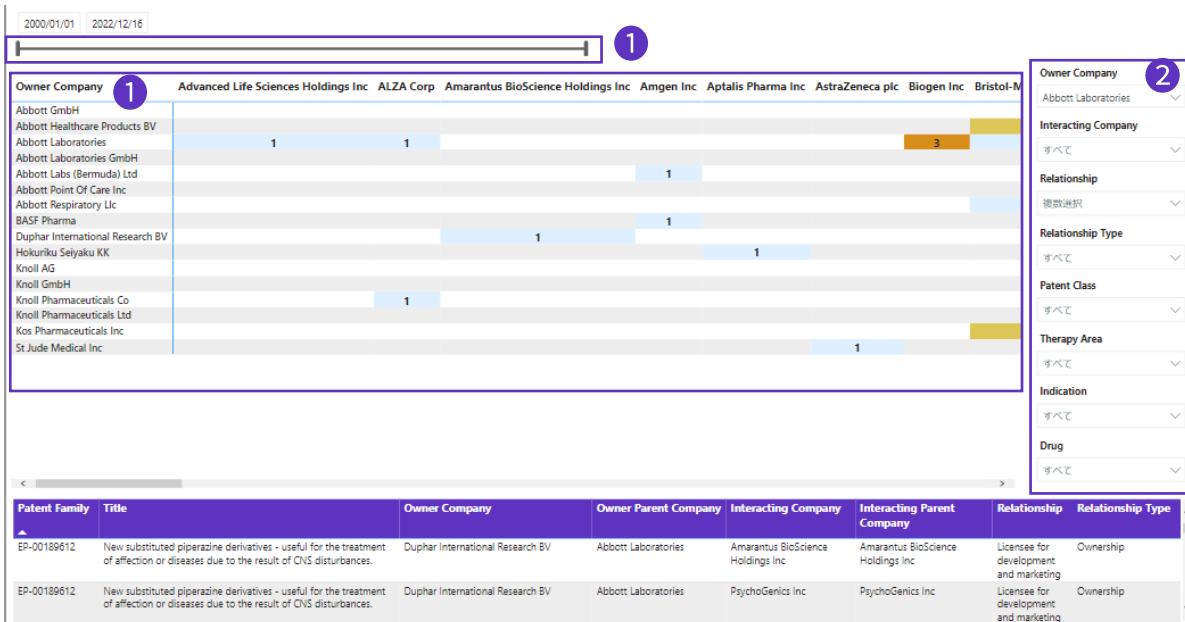 2000/01/01 2022/12/16
1
Owner Company 1 Advanced Life Sciences Holdings Inc ALZA Corp Amarantus BioScience Holdings Inc Amgen Inc Aptalis Pharma Inc AstraZeneca plc Biogen Inc Bristol-M
Abbott GmbH
Abbott Healthcare Products BV
Abbott Laboratories 1 1 3
Abbott Laboratories GmbH
Abbott Labs (Bermuda) Ltd 1
Abbott Point Of Care Inc
Abbott Respiratory Llc
BASF Pharma 1
Duphar International Research BV 1
Hokuriku Seiyaku KK 1
Knoll AG
Knoll GmbH
Knoll Pharmaceuticals Co 1
Knoll Pharmaceuticals Ltd
Kos Pharmaceuticals Inc
St Jude Medical Inc 1
Owner Company 2
Abbott Laboratories
Interacting Company
すべて
Relationship
複数選択
Relationship Type
すべて
Patent Class
すべて
Therapy Area
すべて
Indication
すべて
Drug
すべて
Patent Family Title Owner Company Owner Parent Company Interacting Company Interacting Parent Relationship Relationship Type
Company
EP-00189612 New substituted piperazine derivatives - useful for the treatment Duphar International Research BV Abbott Laboratories Amarantus BioScience Amarantus BioScience Licensee for Ownership
of affection or diseases due to the result of CNS disturbances. Holdings Inc Holdings Inc development
and marketing
EP-00189612 New substituted piperazine derivatives - useful for the treatment Duphar International Research BV Abbott Laboratories PsychoGenics Inc PsychoGenics Inc Licensee for Ownership
of affection or diseases due to the result of CNS disturbances. development
and marketing